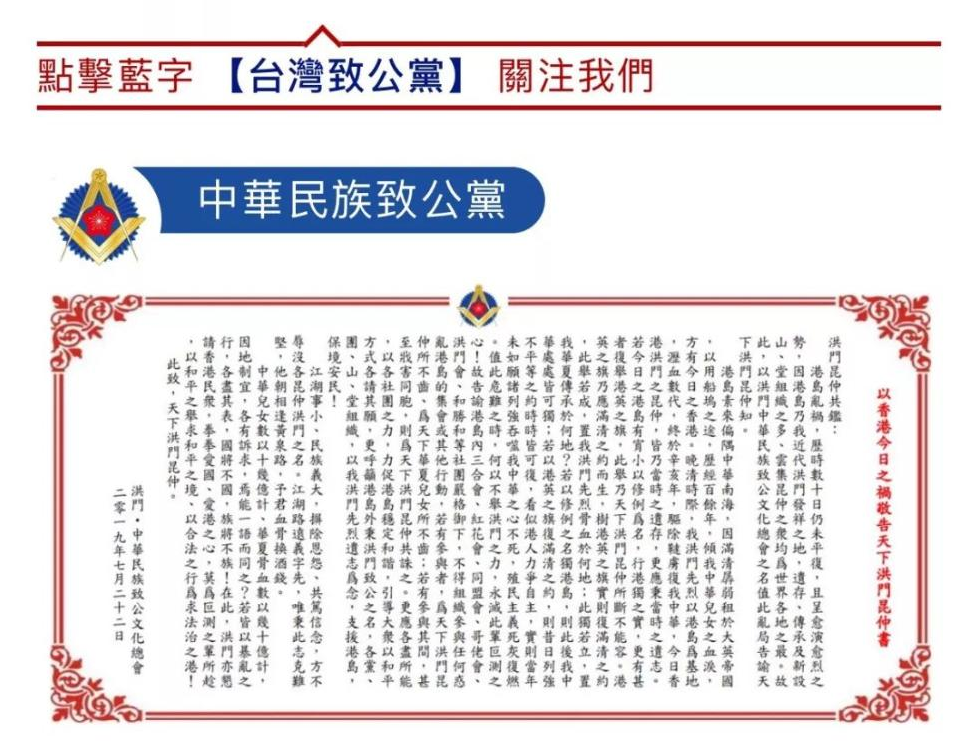 點擊藍字 【台灣致公黨】 關注我們
中華民族致公黨
以香港今日之禍敬告天下洪門昆仲書
洪門昆仲共鑑：
港島亂禍，歷時數十日仍未平復，且呈愈演愈烈之
勢，因港島乃我近代洪門發祥之地，遺存、傳承及新設
山、堂組織之多，雲集昆仲之衆均爲世界各地之最。故
此，以洪門中華民族致公文化總會之名值此亂局告諭天
下洪門昆仲知。
港島素來偏隅中華南海，因滿清孱弱租於大英帝國
，以用船塢之途，歷經百餘年，傾我中華兒女之血淚，
方有今日之香港。晚清時際，我洪門先烈以港島爲基地
，灑血數代，終於辛亥年，驅除韃虜復我中華，今日香
港洪門之昆仲，皆乃當時之遺存，更應秉當時之遺志。
若今日之港島有宵小以修例爲名，行港獨之實，更有甚
者復舉港英之旗，此舉乃天下洪門昆仲所斷不能容。港
英之旗乃應滿清之約而生，樹港英之旗實則復滿清之約
，此舉若成，置我洪門先烈骨血於何地；此獨若立，置
我華夏傳承於何地？若以修例之名獨港島，則此後我中
華處處皆可獨；若以港英之旗復滿清之約，則昔日列強
不平等之約時時皆可復，看似港人力爭自主，實則當年
未如願諸列強吞噬我中華之心不死，殖民主義死灰復燃
。值此危難之時，何以不舉洪門之力，永滅此輩叵測之
心！故告諭港島內三合會、紅花會、同盟會、哥佬會、
洪門會、和勝和等社團嚴格御下，不得組織參與任何惑
亂港島的集會或其他行動，若有參與者，爲天下洪門昆
仲所不齒、爲天下華夏兒女所不齒；若有參與其間，甚
至戕害同胞，則爲天下洪門昆仲共誅之。更應各盡所能
，以各社團之力，力促港島穩定和諧，引導大衆以和平
方式各請其願，更呼籲港島外秉洪門致公之名，各黨、
團、山、堂組織，以我洪門先烈遺志爲念，支援港島，
保境安民！
江湖事小、民族義大，摒除恩怨、共篤信念，方不
辱沒各昆仲洪門之名。江湖路遠義字先，唯秉此志克難
堅，他朝相逢黃泉路，予君血骨換酒錢。
中華兒女數以十幾億計、華夏骨血數以幾十億計，
因地制宜，各有訴求，焉能一語而同之？若皆以暴亂之
行，各盡其表，國將不國，族將不族！在此，洪門亦懇
請香港民衆，奉奉愛國、愛港之心，莫爲叵測之輩所趁
，以和平之舉求和平之境、以合法之行爲求法治之港！
此致，天下洪門昆仲。
洪門·中華民族致公文化總會
二零一九年七月二十二日